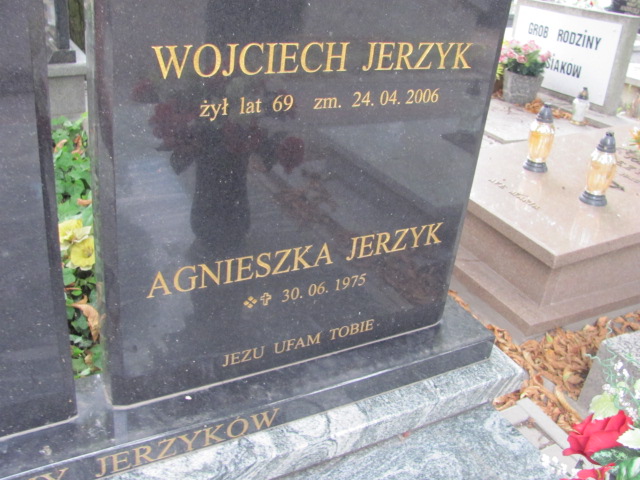 WOJCIECH JERZYK
żył lat 69 zm. 24.04.2006
AGNIESZKA JERZYK
30.06.1975
JEZU UFAM TOBIE
JERZYKÓW
GROB RODZINY